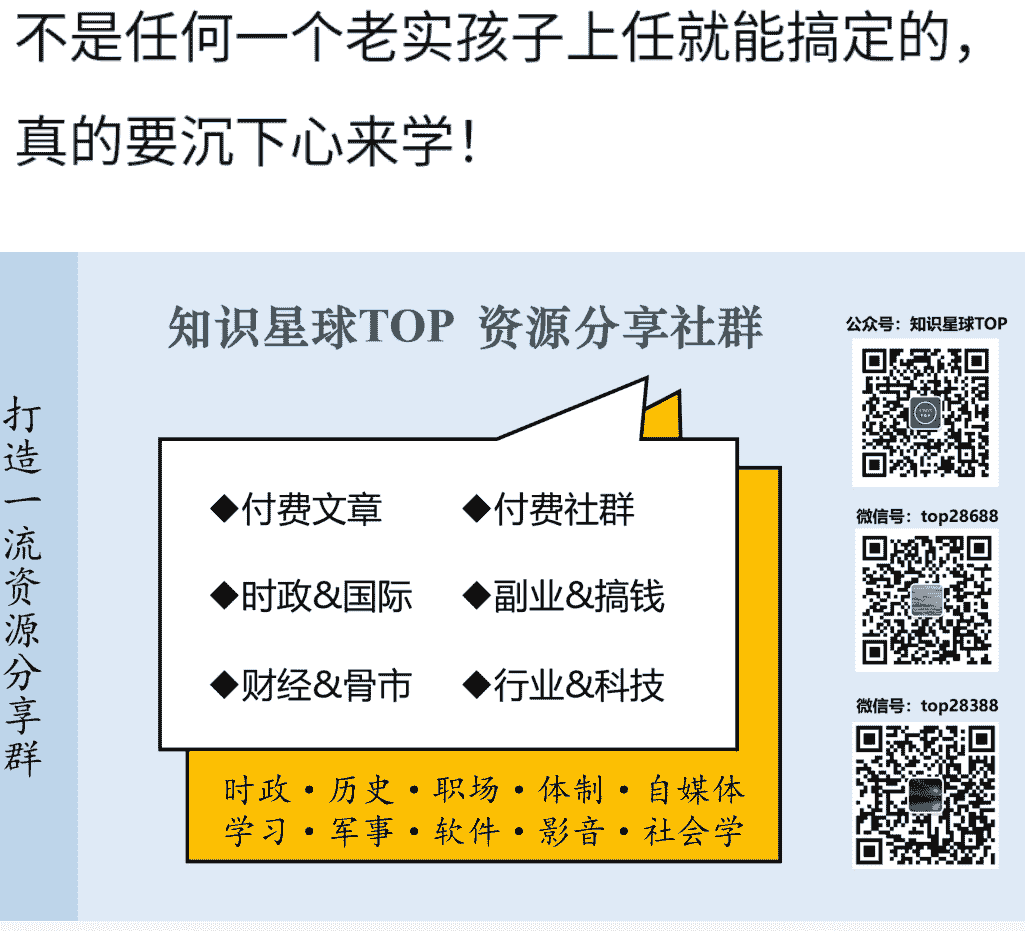 不是任何一个老实孩子上任就能搞定的，
真的要沉下心来学！
知识星球TOP 资源分享社群
公众号：知识星球TOP
打造一流资源分享群
◆付费文章 ◆付费社群
微信号：top28688
◆时政&国际 ◆副业&搞钱
◆财经&骨市 ◆行业&科技
微信号：top28388
时政·历史·职场·体制·自媒体
学习·军事·软件·影音·社会学